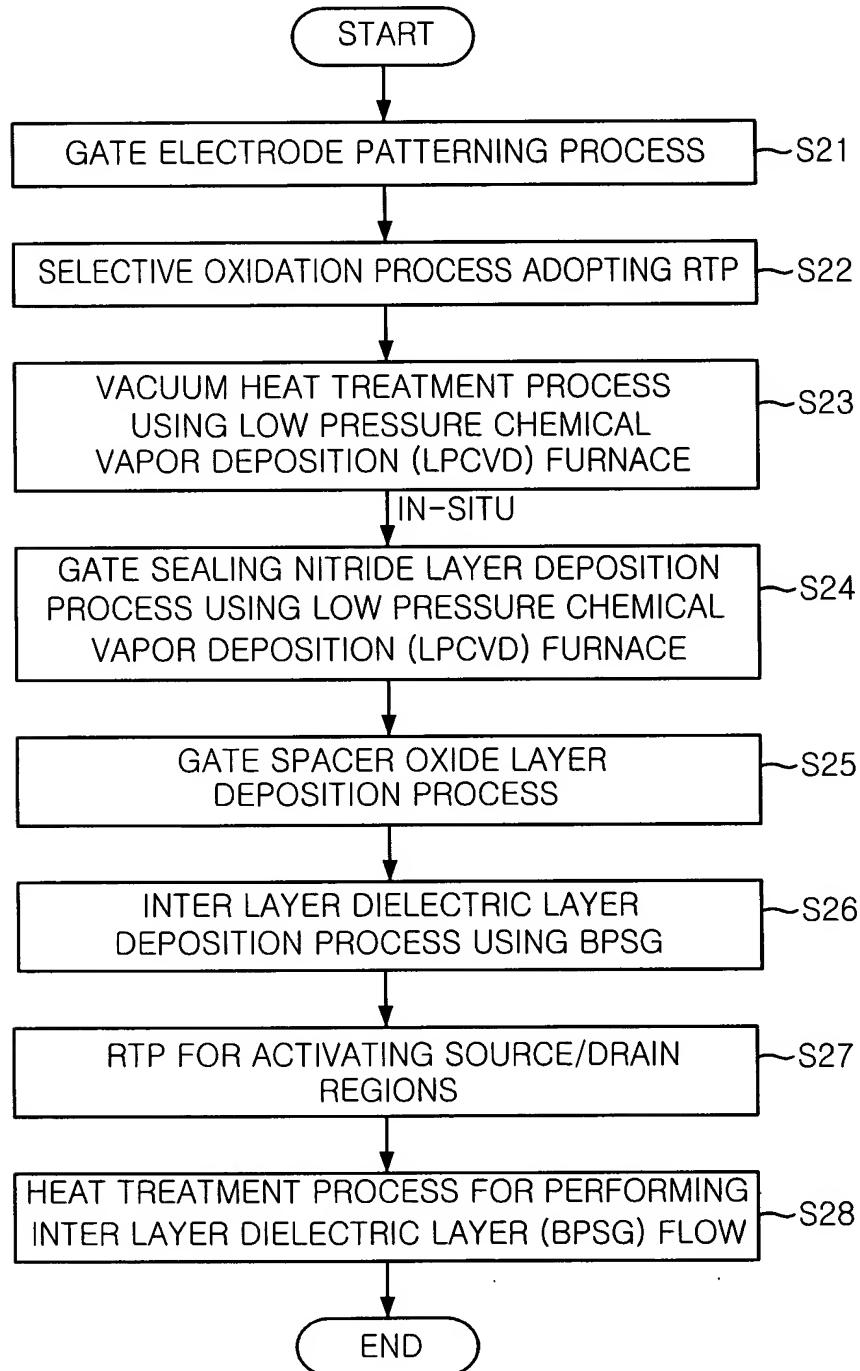 START
GATE ELECTRODE PATTERNING PROCESS
S21
SELECTIVE OXIDATION PROCESS ADOPTING RTP
S22
VACUUM HEAT TREATMENT PROCESS
USING LOW PRESSURE CHEMICAL
VAPOR DEPOSITION (LPCVD) FURNACE
S23
IN-SITU
GATE SEALING NITRIDE LAYER DEPOSITION
PROCESS USING LOW PRESSURE CHEMICAL
VAPOR DEPOSITION (LPCVD) FURNACE
S24
GATE SPACER OXIDE LAYER
DEPOSITION PROCESS
S25
INTER LAYER DIELECTRIC LAYER
DEPOSITION PROCESS USING BPSG
S26
RTP FOR ACTIVATING SOURCE/DRAIN
REGIONS
S27
HEAT TREATMENT PROCESS FOR PERFORMING
INTER LAYER DIELECTRIC LAYER (BPSG) FLOW
S28
END